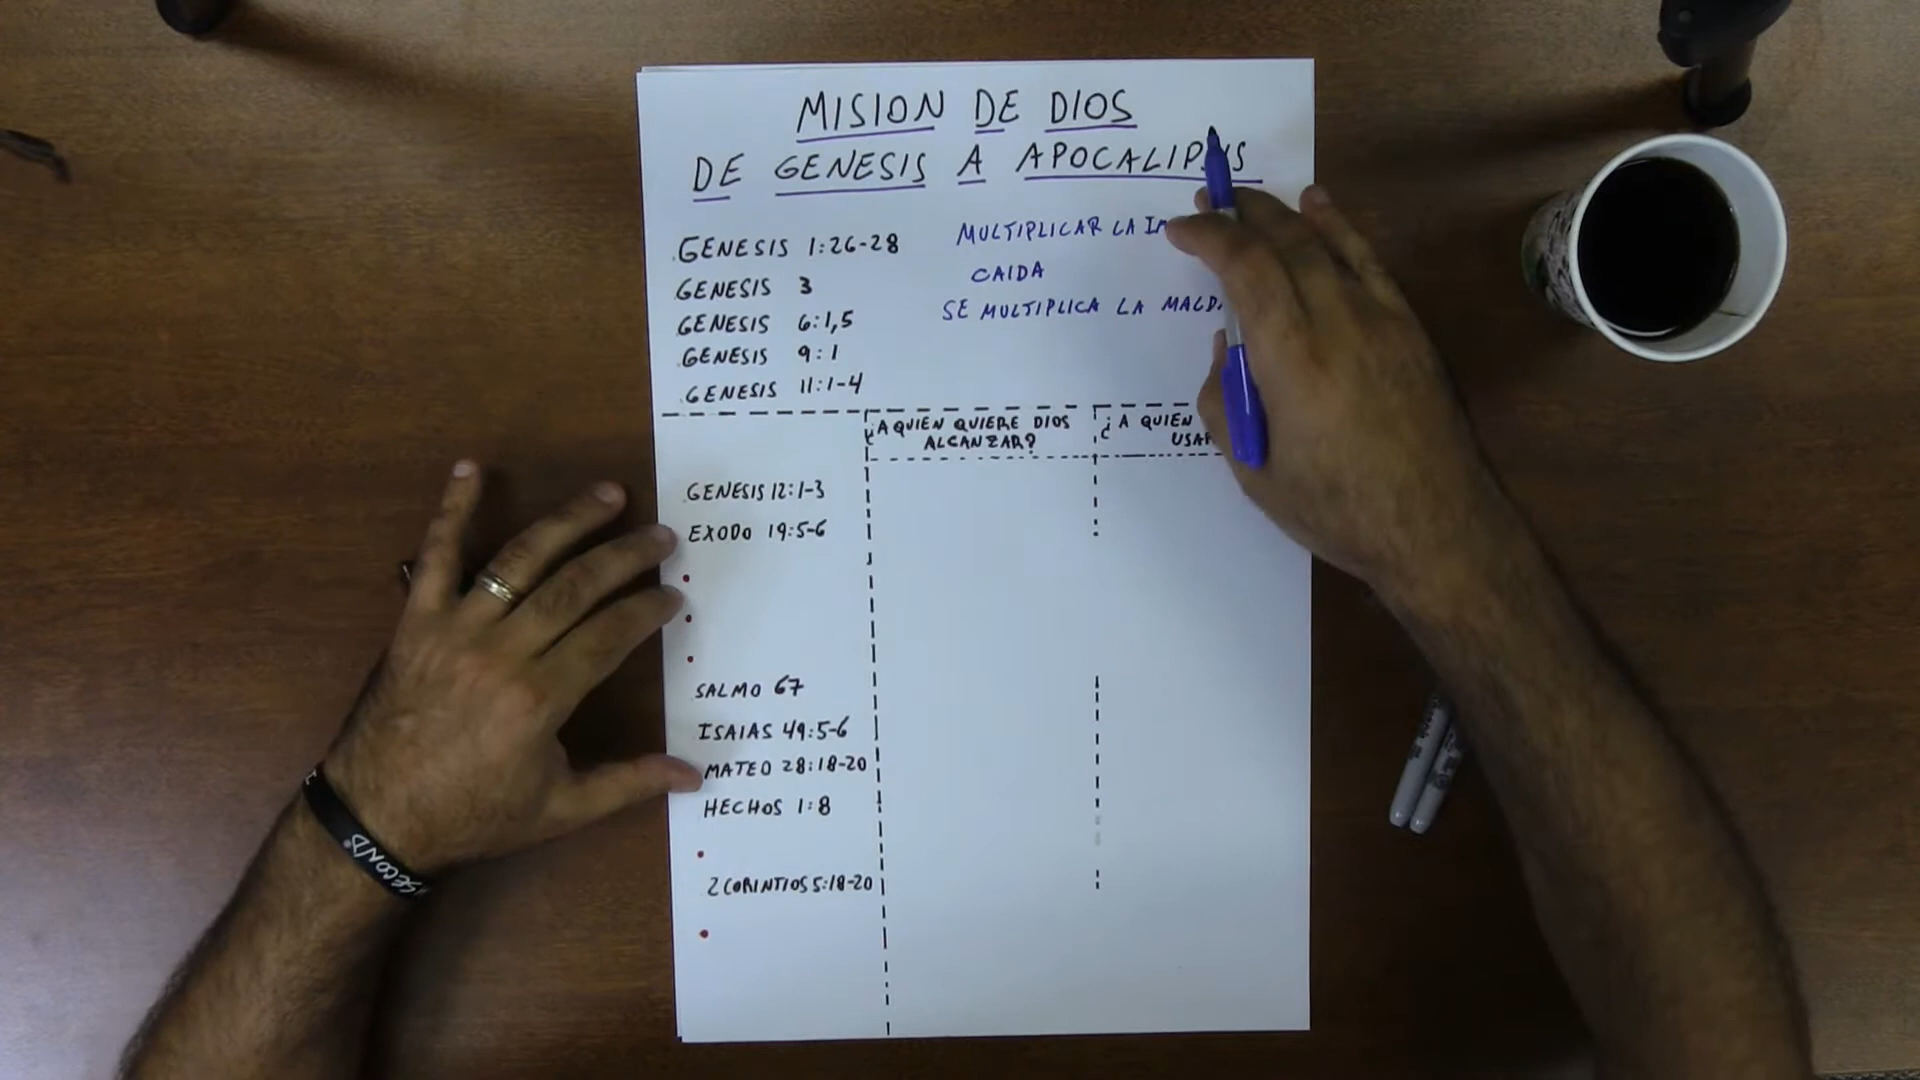 MISION DE DIOS
DE GENESIS A APOCALIPSIS
GENESIS 1:26-28 MULTIPLICAR LA
GENESIS 3 CAIDA
GENESIS 6:1,5 SE MULTIPLICA LA
GENESIS 9:1
GENESIS 11:1-4
¿A QUIEN QUIERE DIOS
ALCANZAR?
¿A QUIEN
GENESIS 12:1-3
EXODO 19:5-6
SALMO 67
ISAIAS 49:5-6
MATEO 28:18-20
HECHOS 1:8
2 CORINTIOS 5:18-20
SECOND